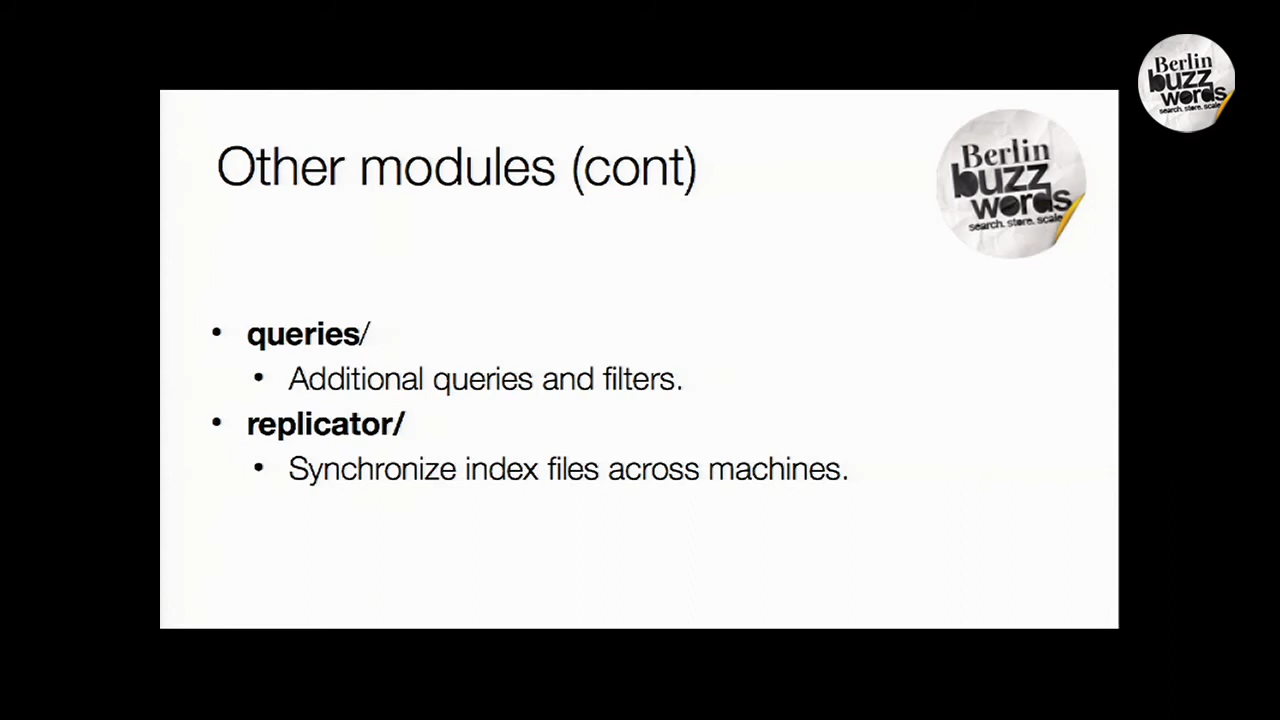 Berlin
buzz
words
search. store. scale
Other modules (cont)
Berlin
buzz
words
search. store. scale
• queries/
• Additional queries and filters.
• replicator/
• Synchronize index files across machines.